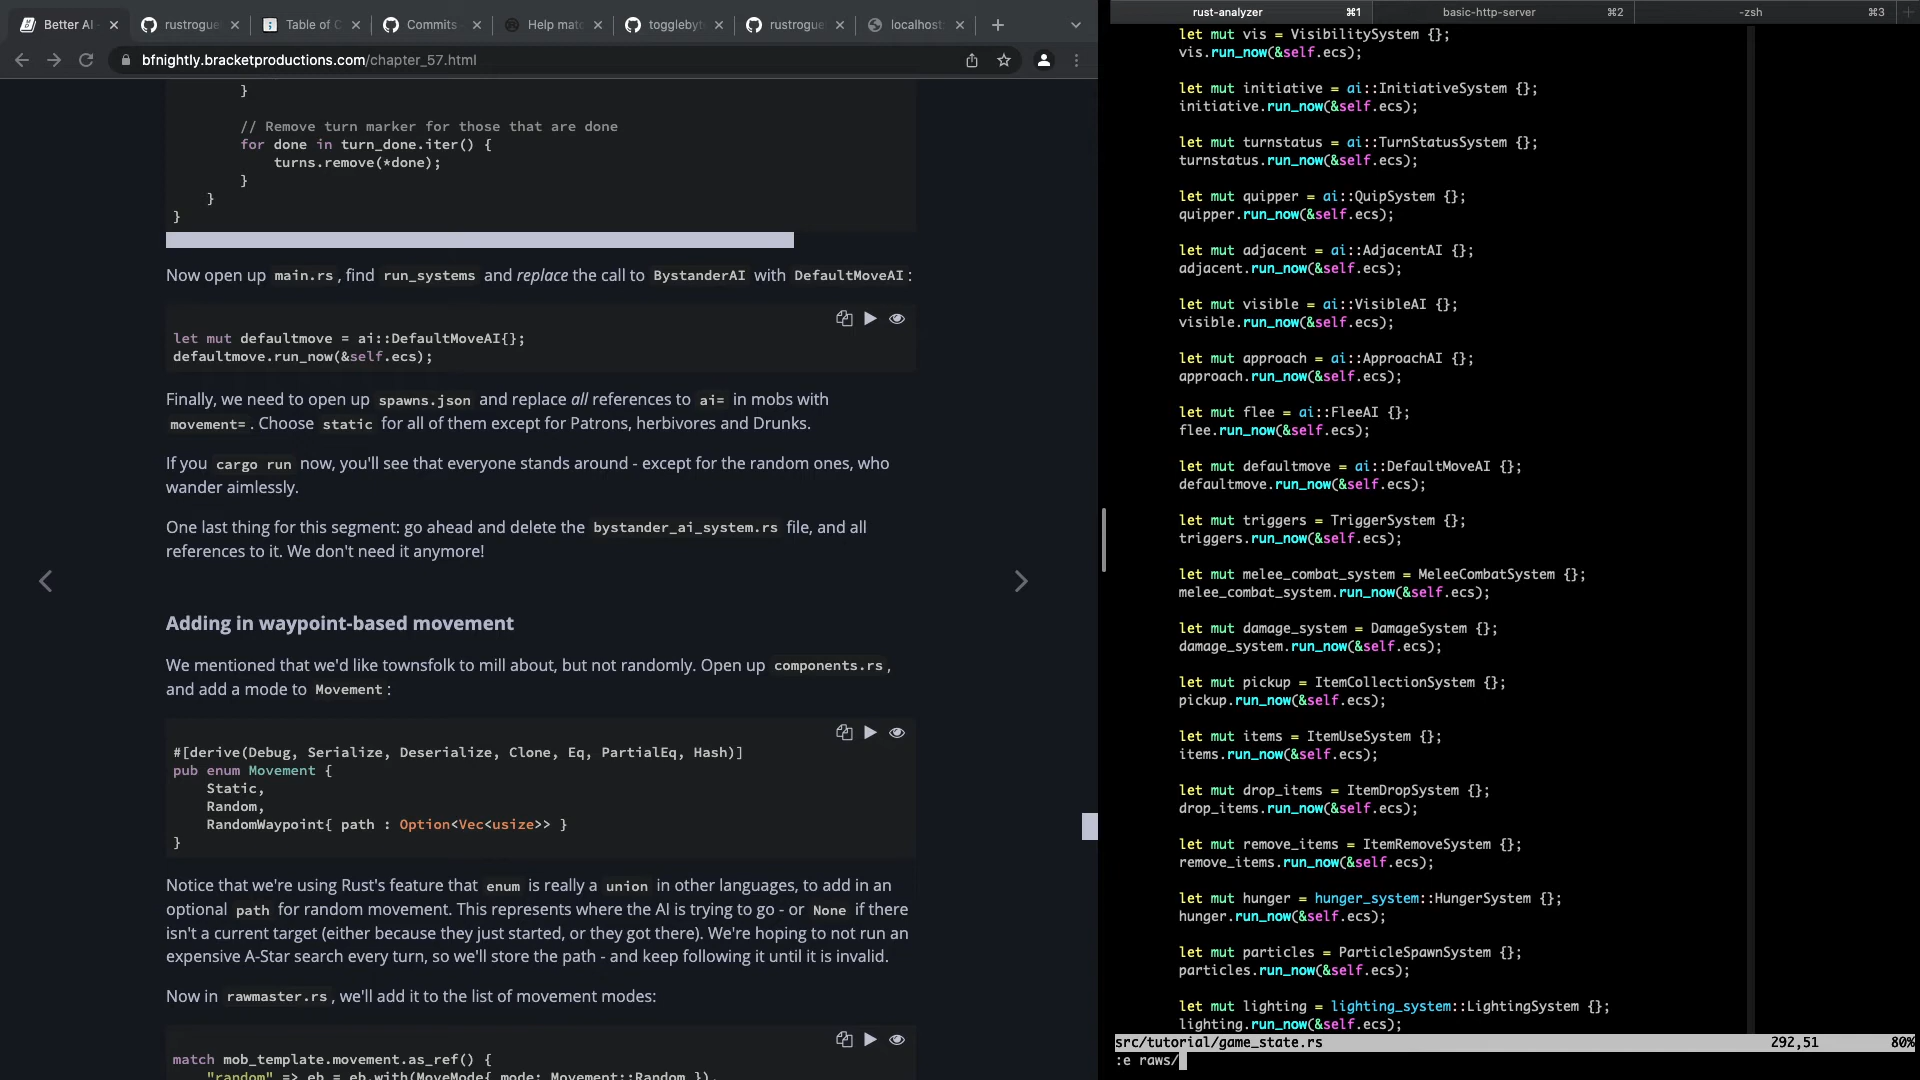 Better AI
rustrogue
Table of C
Commits
Help matc
togglebyt
rustrogue
localhost:
bfnightly.bracketproductions.com/chapter_57.html
}
// Remove turn marker for those that are done
for done in turn_done.iter() {
turns.remove(*done);
}
}
}
Now open up main.rs, find run_systems and replace the call to BystanderAI with DefaultMoveAI:
let mut defaultmove = ai::DefaultMoveAI{};
defaultmove.run_now(&self.ecs);
Finally, we need to open up spawns.json and replace all references to ai= in mobs with
movement=. Choose static for all of them except for Patrons, herbivores and Drunks.
If you cargo run now, you'll see that everyone stands around - except for the random ones, who
wander aimlessly.
One last thing for this segment: go ahead and delete the bystander_ai_system.rs file, and all
references to it. We don't need it anymore!
Adding in waypoint-based movement
We mentioned that we'd like townsfolk to mill about, but not randomly. Open up components.rs,
and add a mode to Movement:
#[derive(Debug, Serialize, Deserialize, Clone, Eq, PartialEq, Hash)]
pub enum Movement {
Static,
Random,
RandomWaypoint{ path : Option<Vec<usize>> }
}
Notice that we're using Rust's feature that enum is really a union in other languages, to add in an
optional path for random movement. This represents where the AI is trying to go - or None if there
isn't a current target (either because they just started, or they got there). We're hoping to not run an
expensive A-Star search every turn, so we'll store the path - and keep following it until it is invalid.
Now in rawmaster.rs, we'll add it to the list of movement modes:
match mob_template.movement.as_ref() {
"random" => eb = eb.with(MoveMode{ mode: Movement::Random }),
rust-analyzer ⌘1
basic-http-server ⌘2
-zsh ⌘3
let mut vis = VisibilitySystem {};
vis.run_now(&self.ecs);
let mut initiative = ai::InitiativeSystem {};
initiative.run_now(&self.ecs);
let mut turnstatus = ai::TurnStatusSystem {};
turnstatus.run_now(&self.ecs);
let mut quipper = ai::QuipSystem {};
quipper.run_now(&self.ecs);
let mut adjacent = ai::AdjacentAI {};
adjacent.run_now(&self.ecs);
let mut visible = ai::VisibleAI {};
visible.run_now(&self.ecs);
let mut approach = ai::ApproachAI {};
approach.run_now(&self.ecs);
let mut flee = ai::FleeAI {};
flee.run_now(&self.ecs);
let mut defaultmove = ai::DefaultMoveAI {};
defaultmove.run_now(&self.ecs);
let mut triggers = TriggerSystem {};
triggers.run_now(&self.ecs);
let mut melee_combat_system = MeleeCombatSystem {};
melee_combat_system.run_now(&self.ecs);
let mut damage_system = DamageSystem {};
damage_system.run_now(&self.ecs);
let mut pickup = ItemCollectionSystem {};
pickup.run_now(&self.ecs);
let mut items = ItemUseSystem {};
items.run_now(&self.ecs);
let mut drop_items = ItemDropSystem {};
drop_items.run_now(&self.ecs);
let mut remove_items = ItemRemoveSystem {};
remove_items.run_now(&self.ecs);
let mut hunger = hunger_system::HungerSystem {};
hunger.run_now(&self.ecs);
let mut particles = ParticleSpawnSystem {};
particles.run_now(&self.ecs);
let mut lighting = lighting_system::LightingSystem {};
lighting.run_now(&self.ecs);
src/tutorial/game_state.rs 292,51 80%
:e raws/